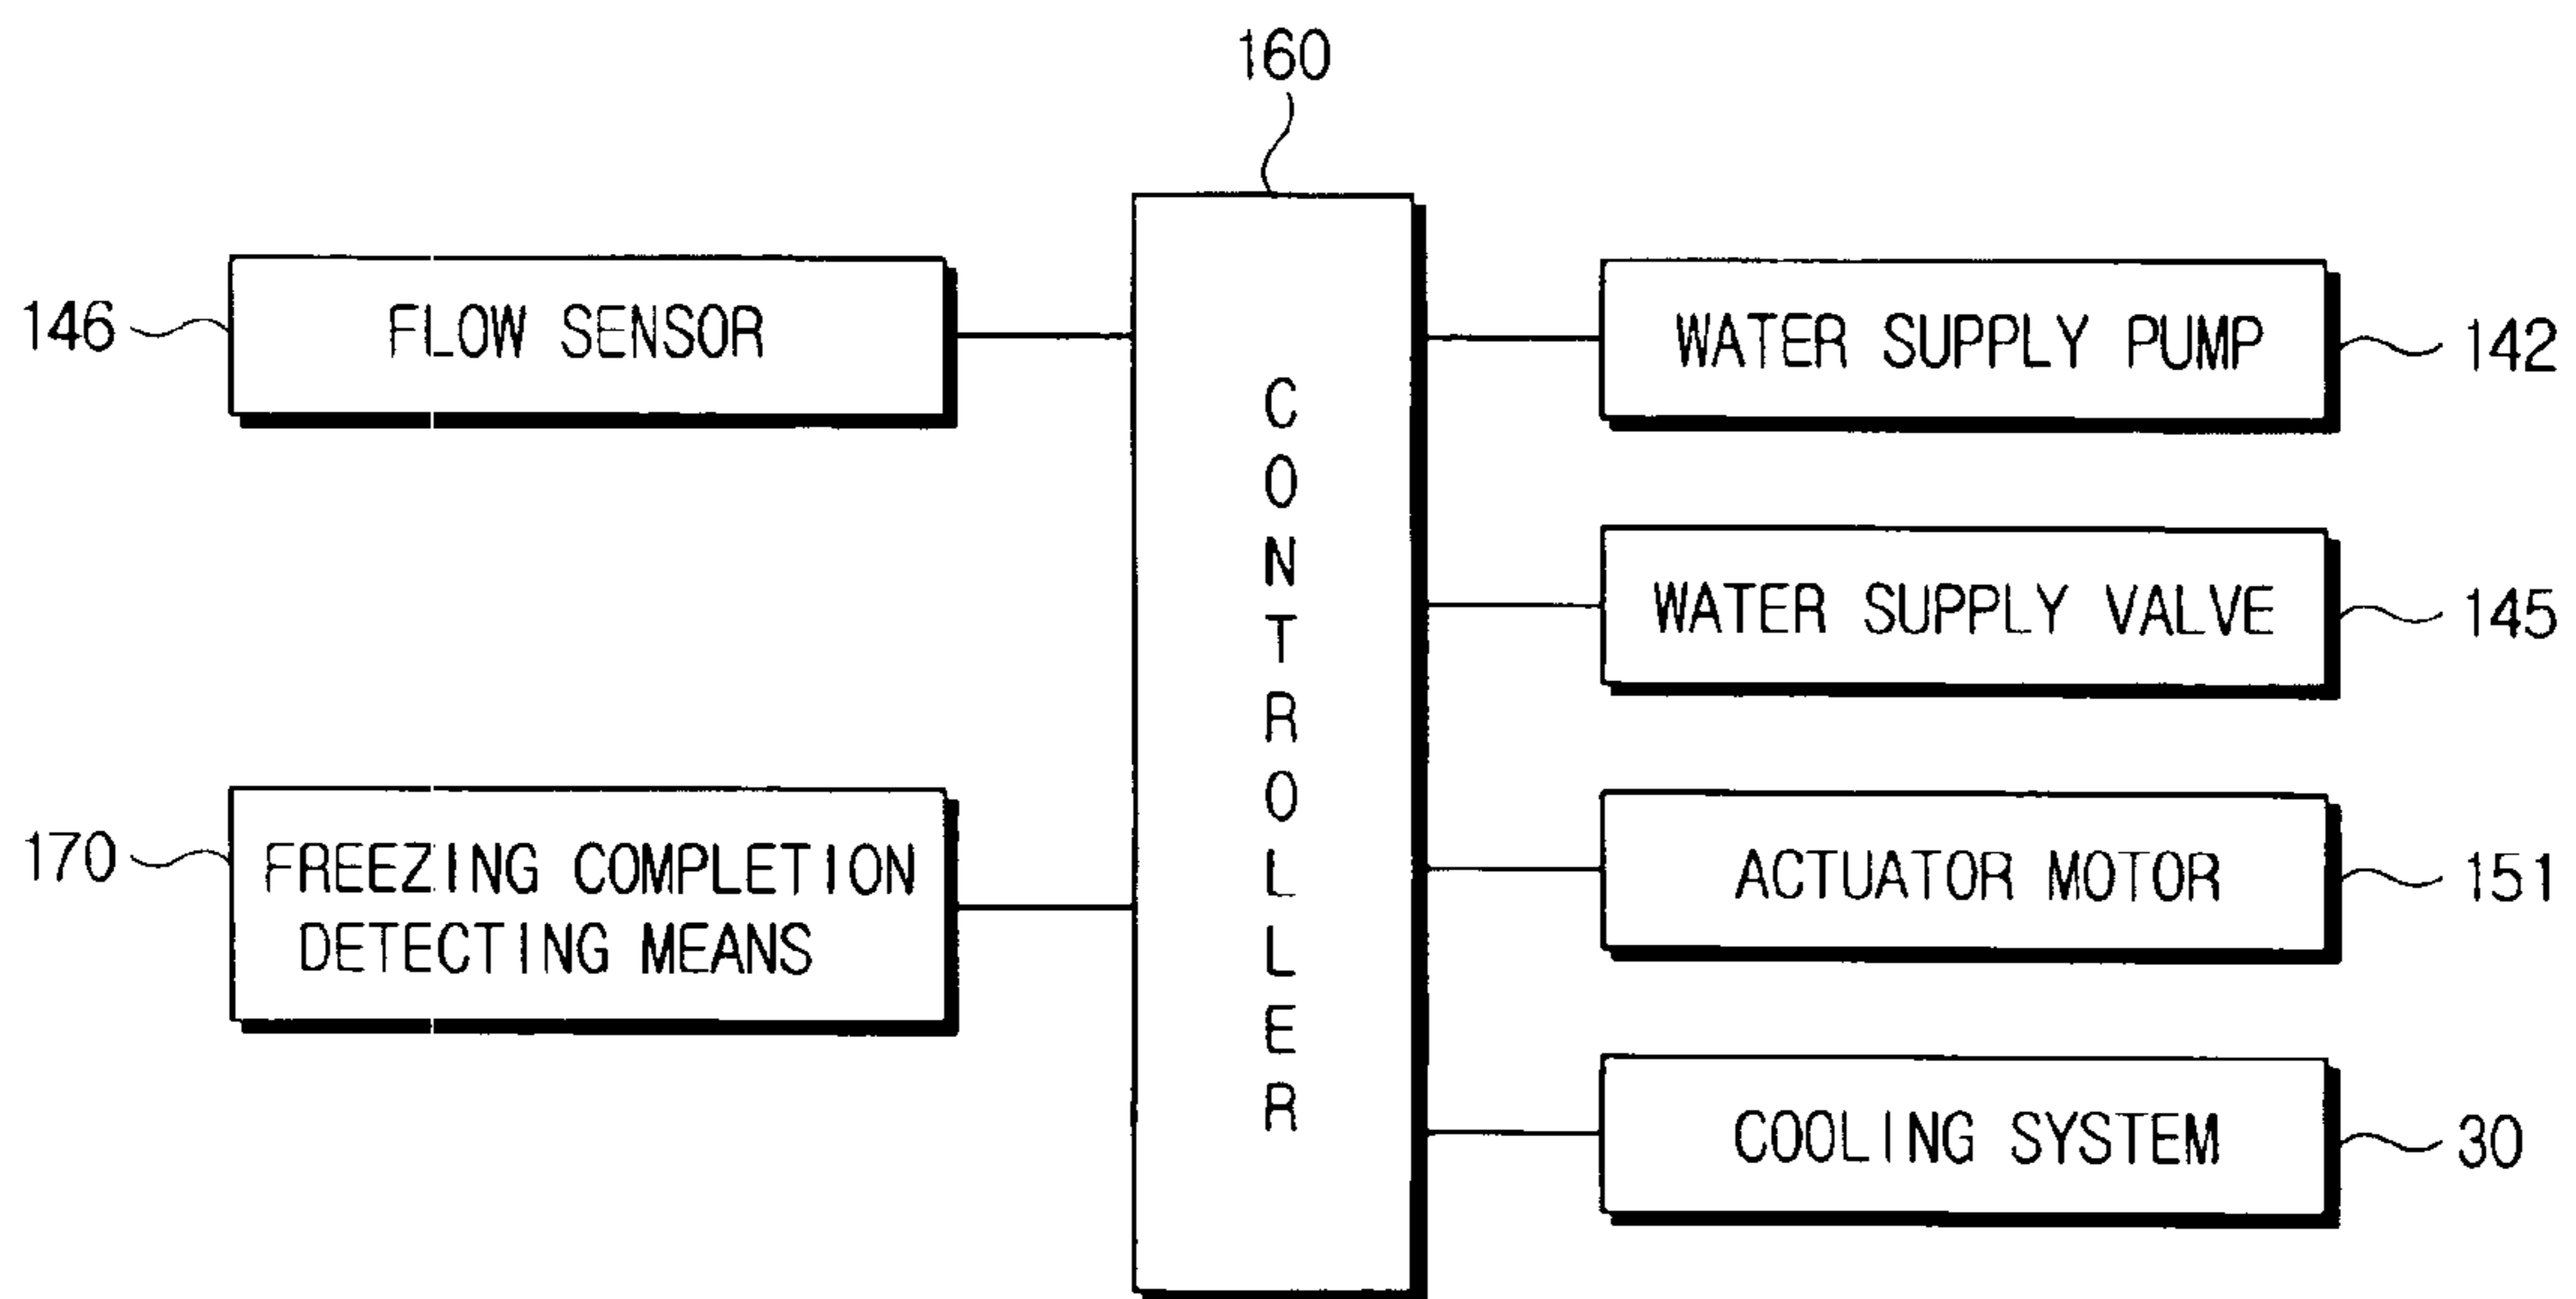 160
146
FLOW SENSOR
170
FREEZING COMPLETION
DETECTING MEANS
CONTROLLER
WATER SUPPLY PUMP
142
WATER SUPPLY VALVE
145
ACTUATOR MOTOR
151
COOLING SYSTEM
30